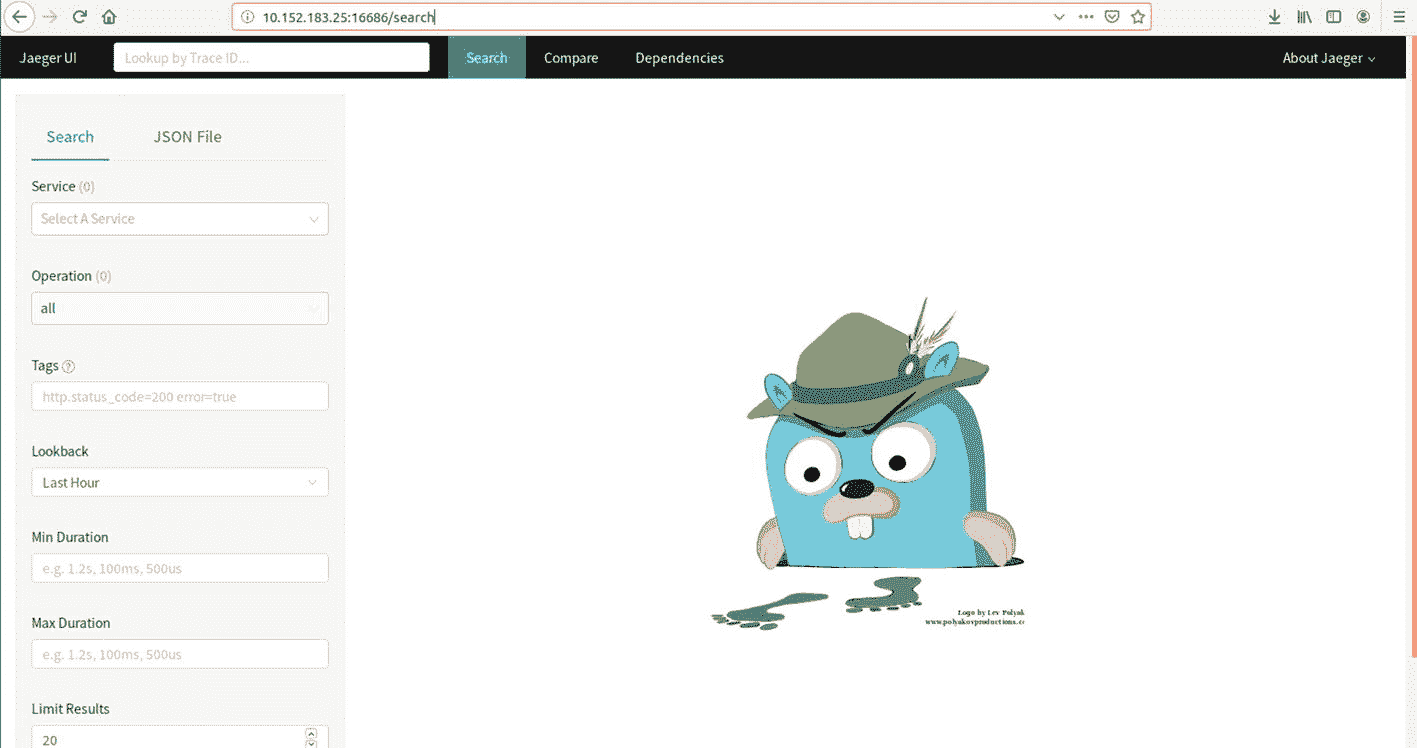 10.152.183.25:16686/search
Jaeger UI
Lookup by Trace ID...
Search
Compare
Dependencies
About Jaeger
Search
JSON File
Service (0)
Select A Service
Operation (0)
all
Tags
http.status_code=200 error=true
Lookback
Last Hour
Min Duration
e.g. 1.2s, 100ms, 500us
Max Duration
e.g. 1.2s, 100ms, 500us
Limit Results
20
Logo by Lev Polyak
www.polyakovproductions.cc